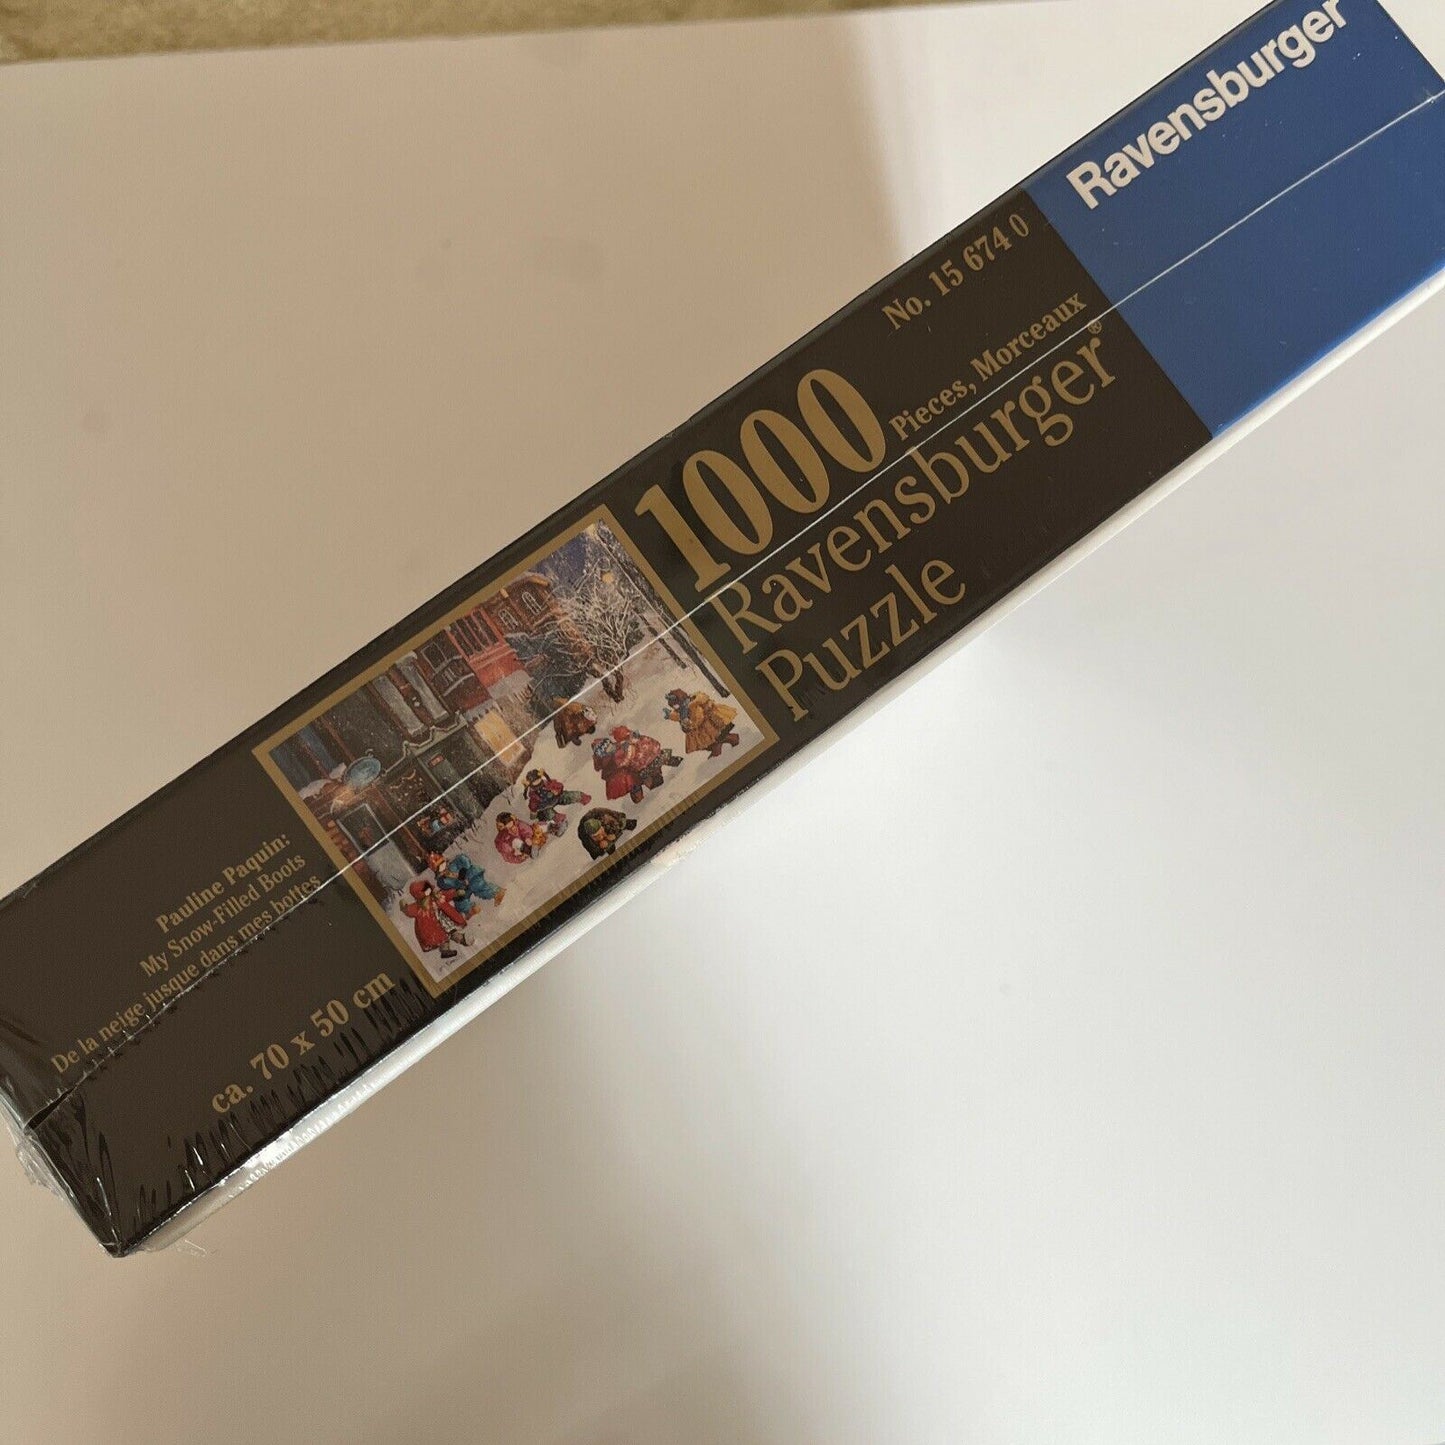 Pauline Paquin:
My Snow-Filled Boots
De la neige jusque dans mes bottes
ca. 70 x 50 cm
1000 Pieces, Morceaux
Ravensburger®
Puzzle
No. 15 674 0
Ravensburger